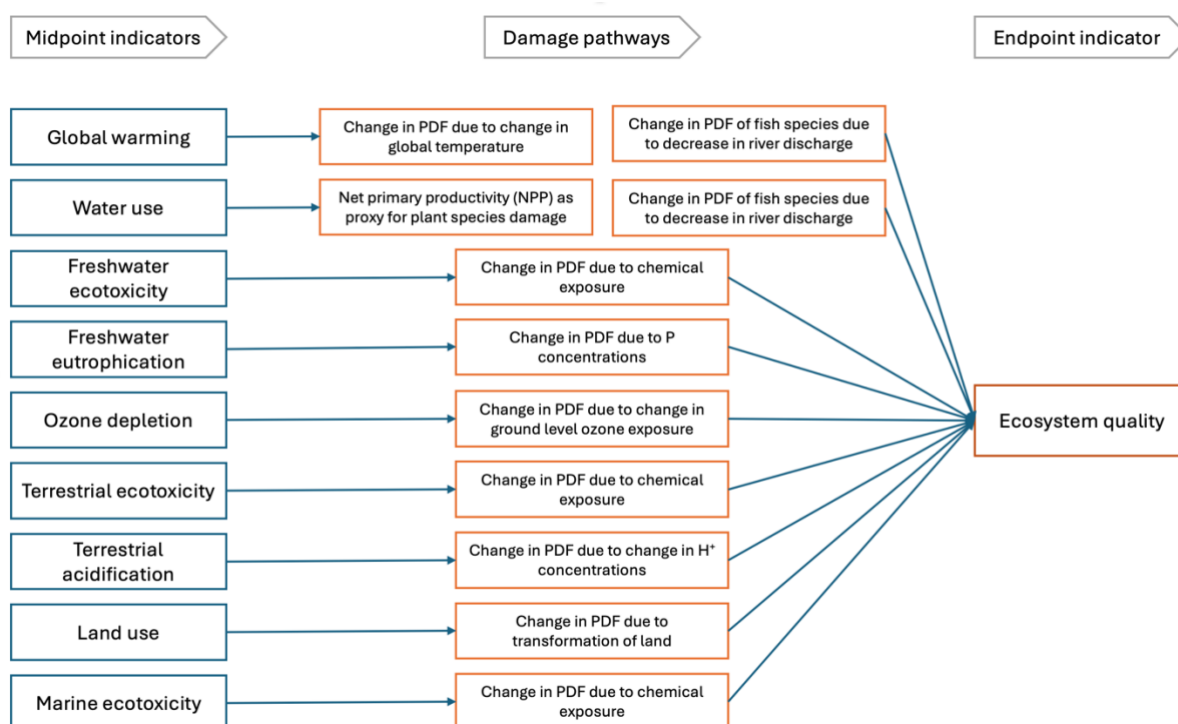 Midpoint indicators
Damage pathways
Endpoint indicator
Global warming
Change in PDF due to change in
global temperature
Change in PDF of fish species due
to decrease in river discharge
Water use
Net primary productivity (NPP) as
proxy for plant species damage
Change in PDF of fish species due
to decrease in river discharge
Freshwater
ecotoxicity
Change in PDF due to chemical
exposure
Freshwater
eutrophication
Change in PDF due to P
concentrations
Ozone depletion
Change in PDF due to change in
ground level ozone exposure
Ecosystem quality
Terrestrial ecotoxicity
Change in PDF due to chemical
exposure
Terrestrial
acidification
Change in PDF due to change in H⁺
concentrations
Land use
Change in PDF due to
transformation of land
Marine ecotoxicity
Change in PDF due to chemical
exposure